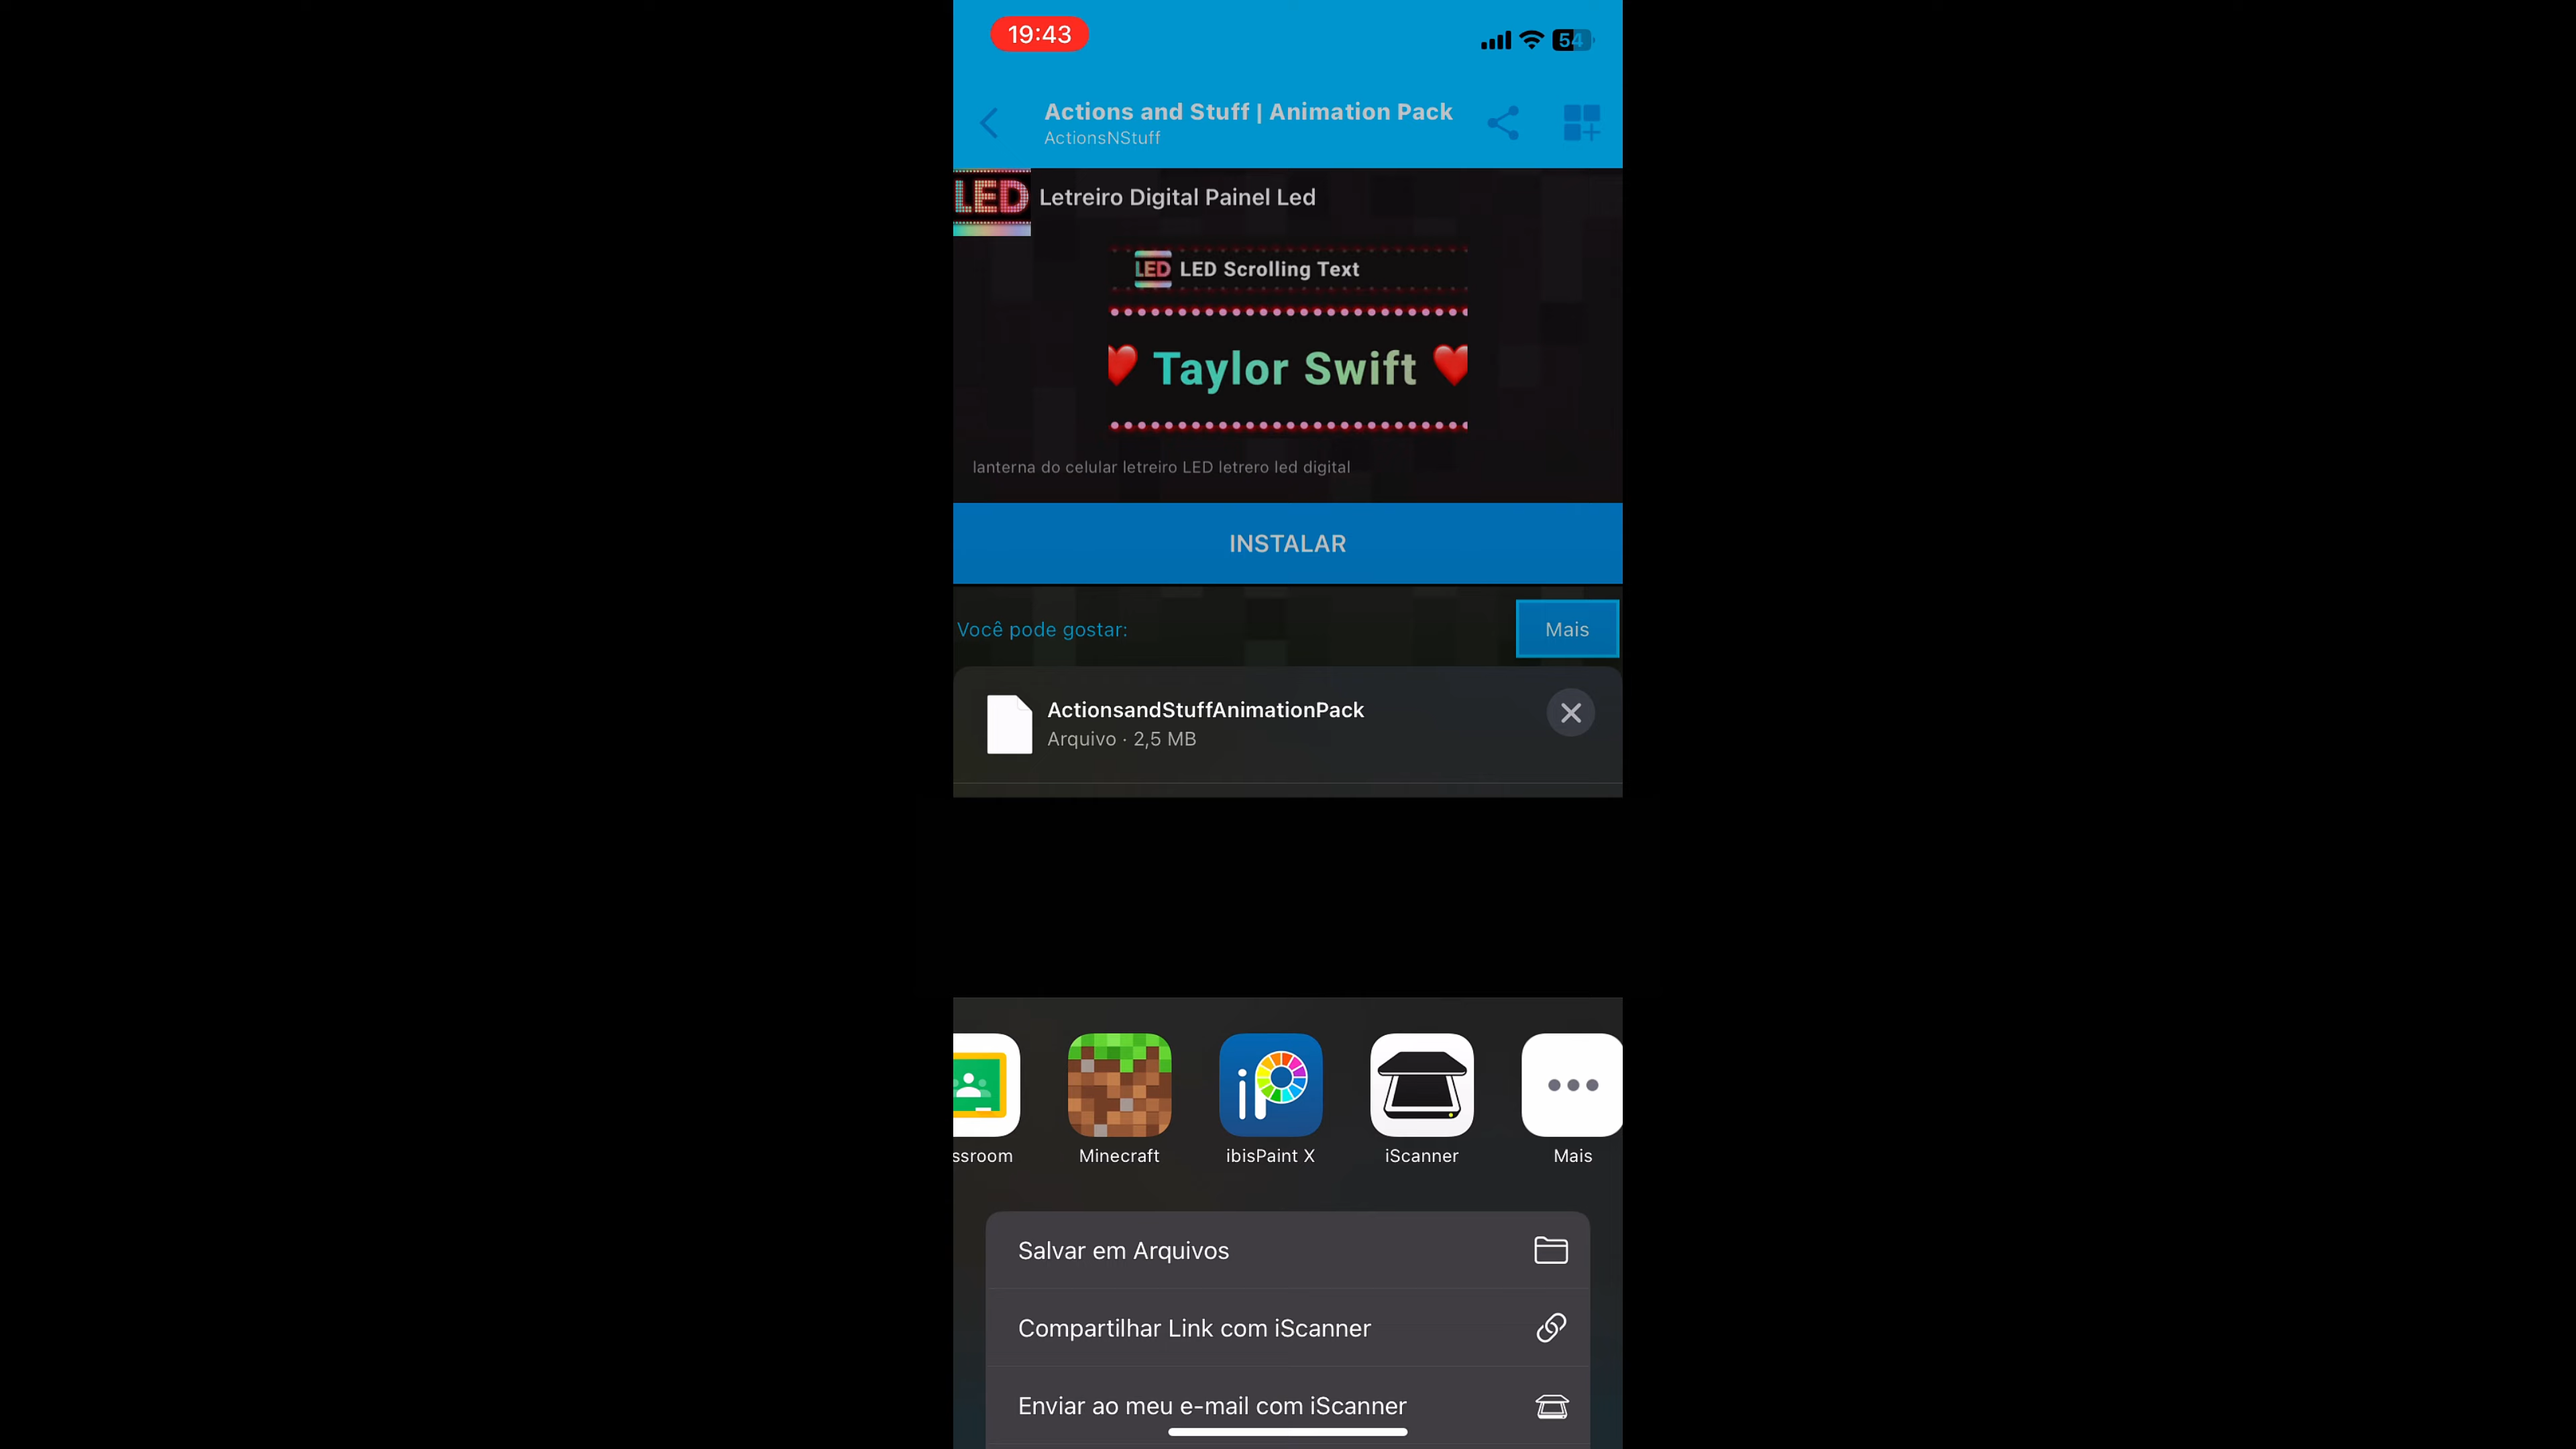 19:43
54
Actions and Stuff | Animation Pack
ActionsNStuff
LED
Letreiro Digital Painel Led
LED
LED Scrolling Text
Taylor Swift
lanterna do celular letreiro LED letrero led digital
INSTALAR
Você pode gostar:
Mais
ActionsandStuffAnimationPack
Arquivo · 2,5 MB
iP
ssroom
Minecraft
ibisPaint X
iScanner
Mais
Salvar em Arquivos
Compartilhar Link com iScanner
Enviar ao meu e-mail com iScanner